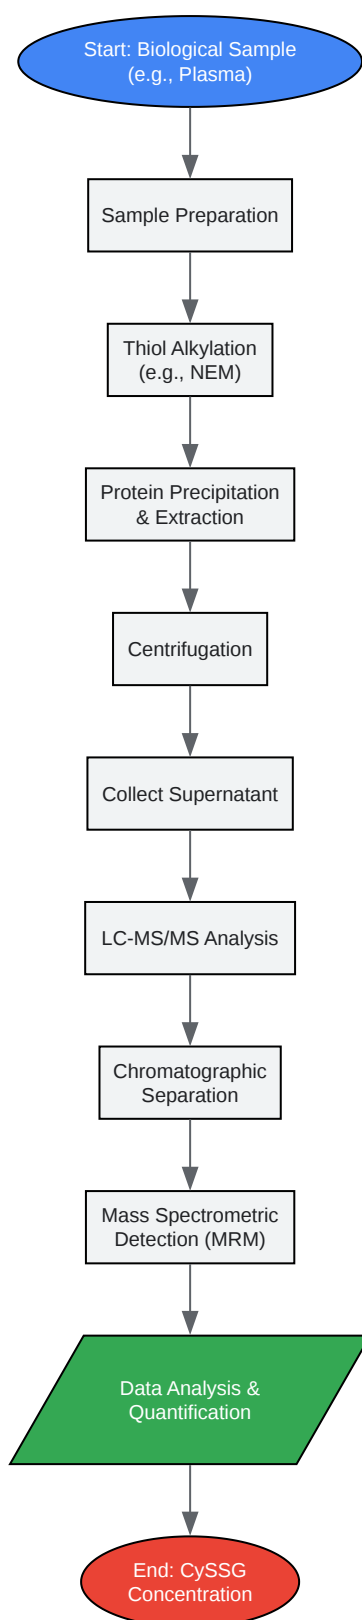 Start: Biological Sample
(e.g., Plasma)
Sample Preparation
Thiol Alkylation
(e.g., NEM)
Protein Precipitation
& Extraction
Centrifugation
Collect Supernatant
LC-MS/MS Analysis
Chromatographic
Separation
Mass Spectrometric
Detection (MRM)
Data Analysis &
Quantification
End: CySSG
Concentration